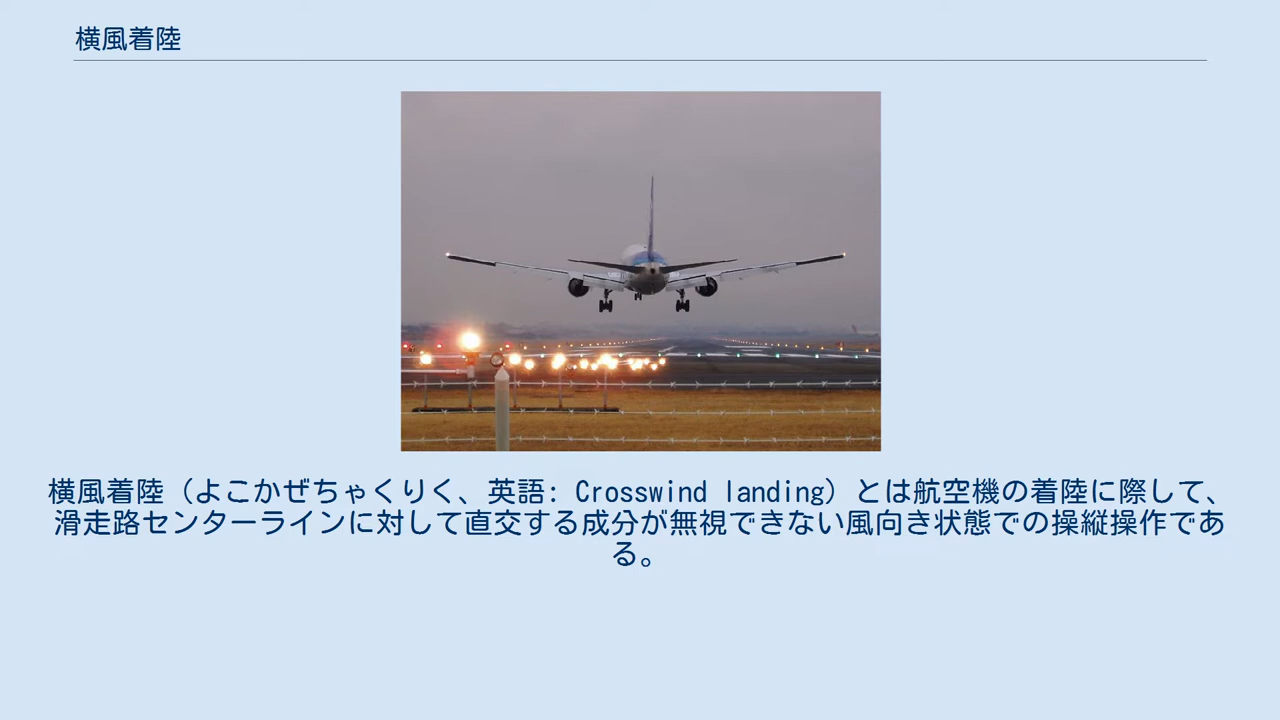 横風着陸
横風着陸（よこかぜちゃくりく、英語: Crosswind landing）とは航空機の着陸に際して、
滑走路センターラインに対して直交する成分が無視できない風向き状態での操縦操作であ
る。